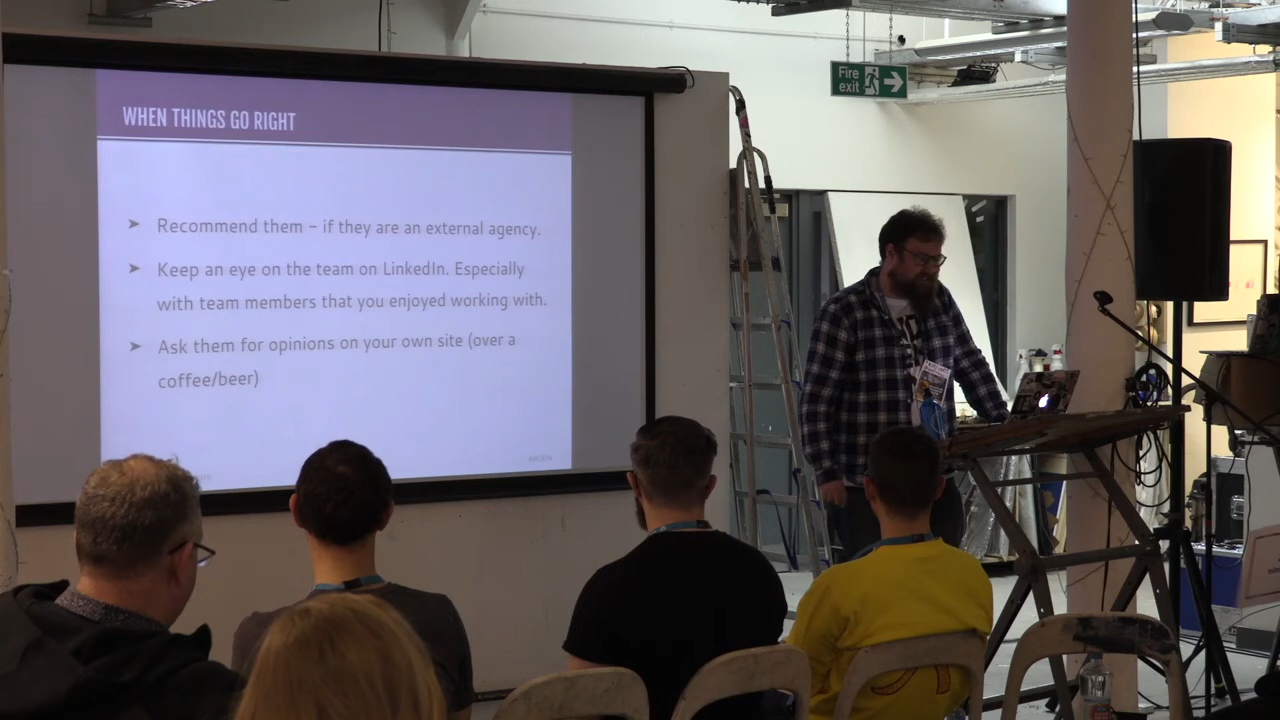 WHEN THINGS GO RIGHT
➤ Recommend them – if they are an external agency.
➤ Keep an eye on the team on LinkedIn. Especially
with team members that you enjoyed working with.
➤ Ask them for opinions on your own site (over a
coffee/beer)
Fire
exit